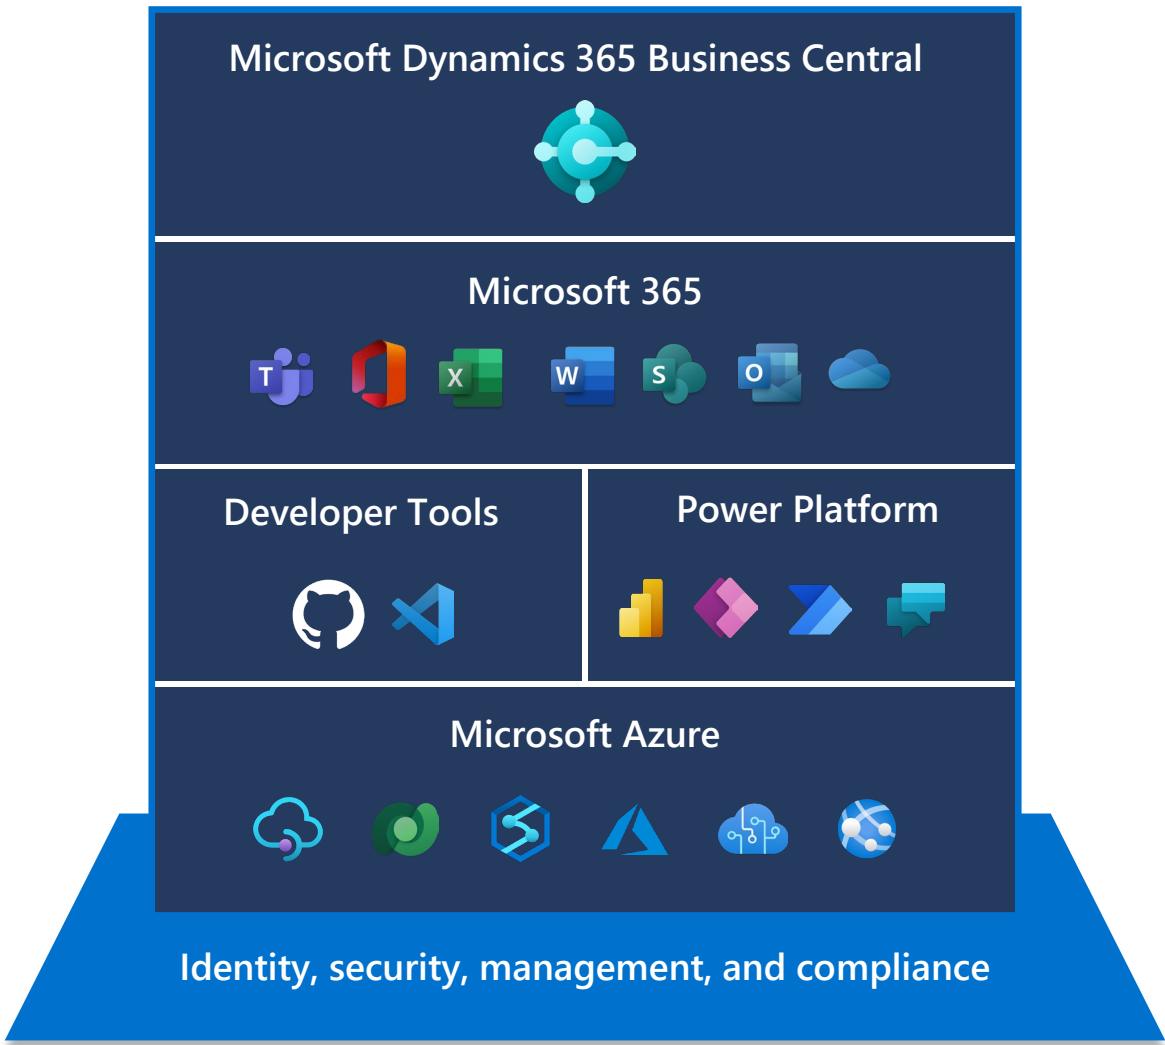 Microsoft Dynamics 365 Business Central
Microsoft 365
T
X
W
S
O
Developer Tools
Power Platform
Microsoft Azure
Identity, security, management, and compliance